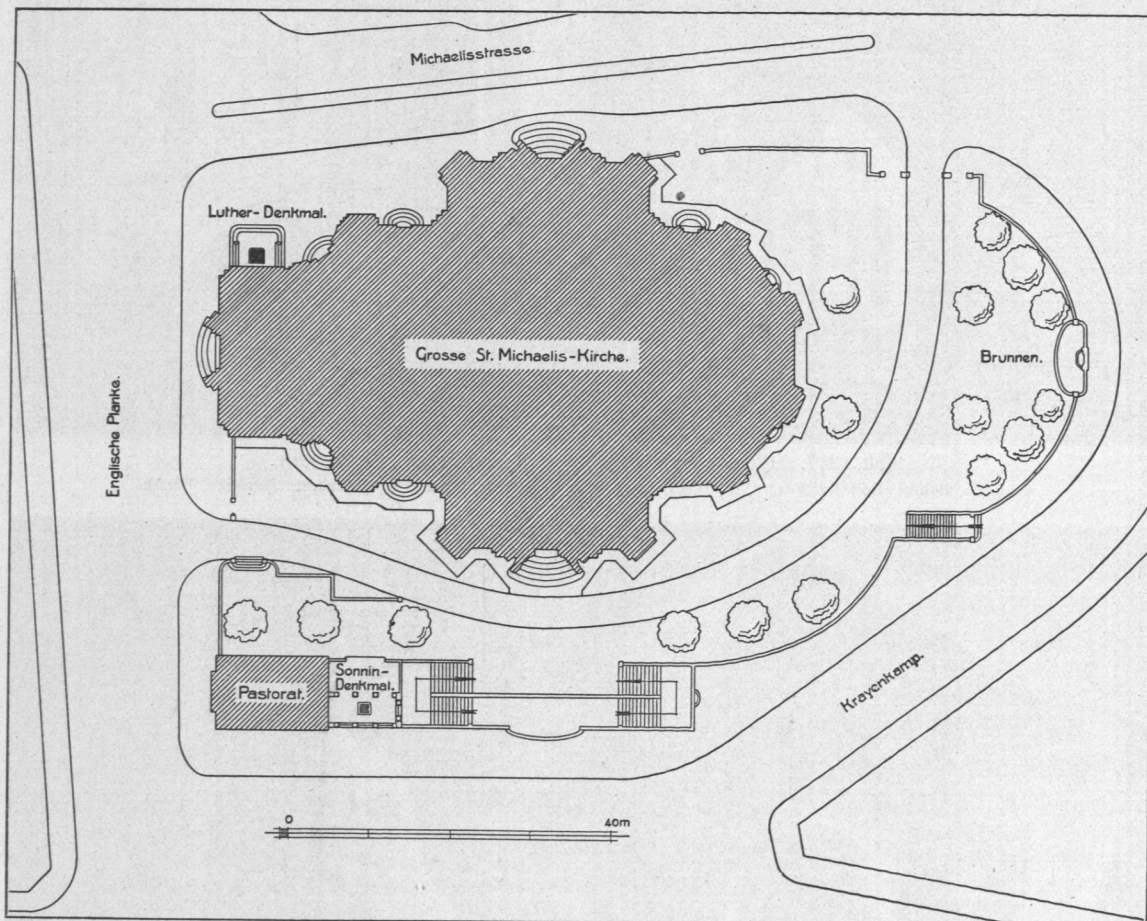 Michaelisstrasse.
Luther-Denkmal.
Grosse St. Michaelis-Kirche.
Brunnen.
Englische Planke.
Sonnin-
Denkmal.
Pastorat.
Krayenkamp.
0 40m